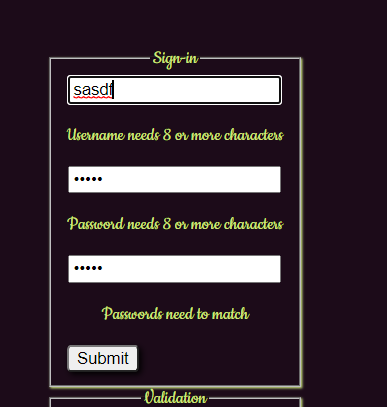 Sign-in
sasdf
Username needs 8 or more characters
•••••
Password needs 8 or more characters
•••••
Passwords need to match
Submit
Validation